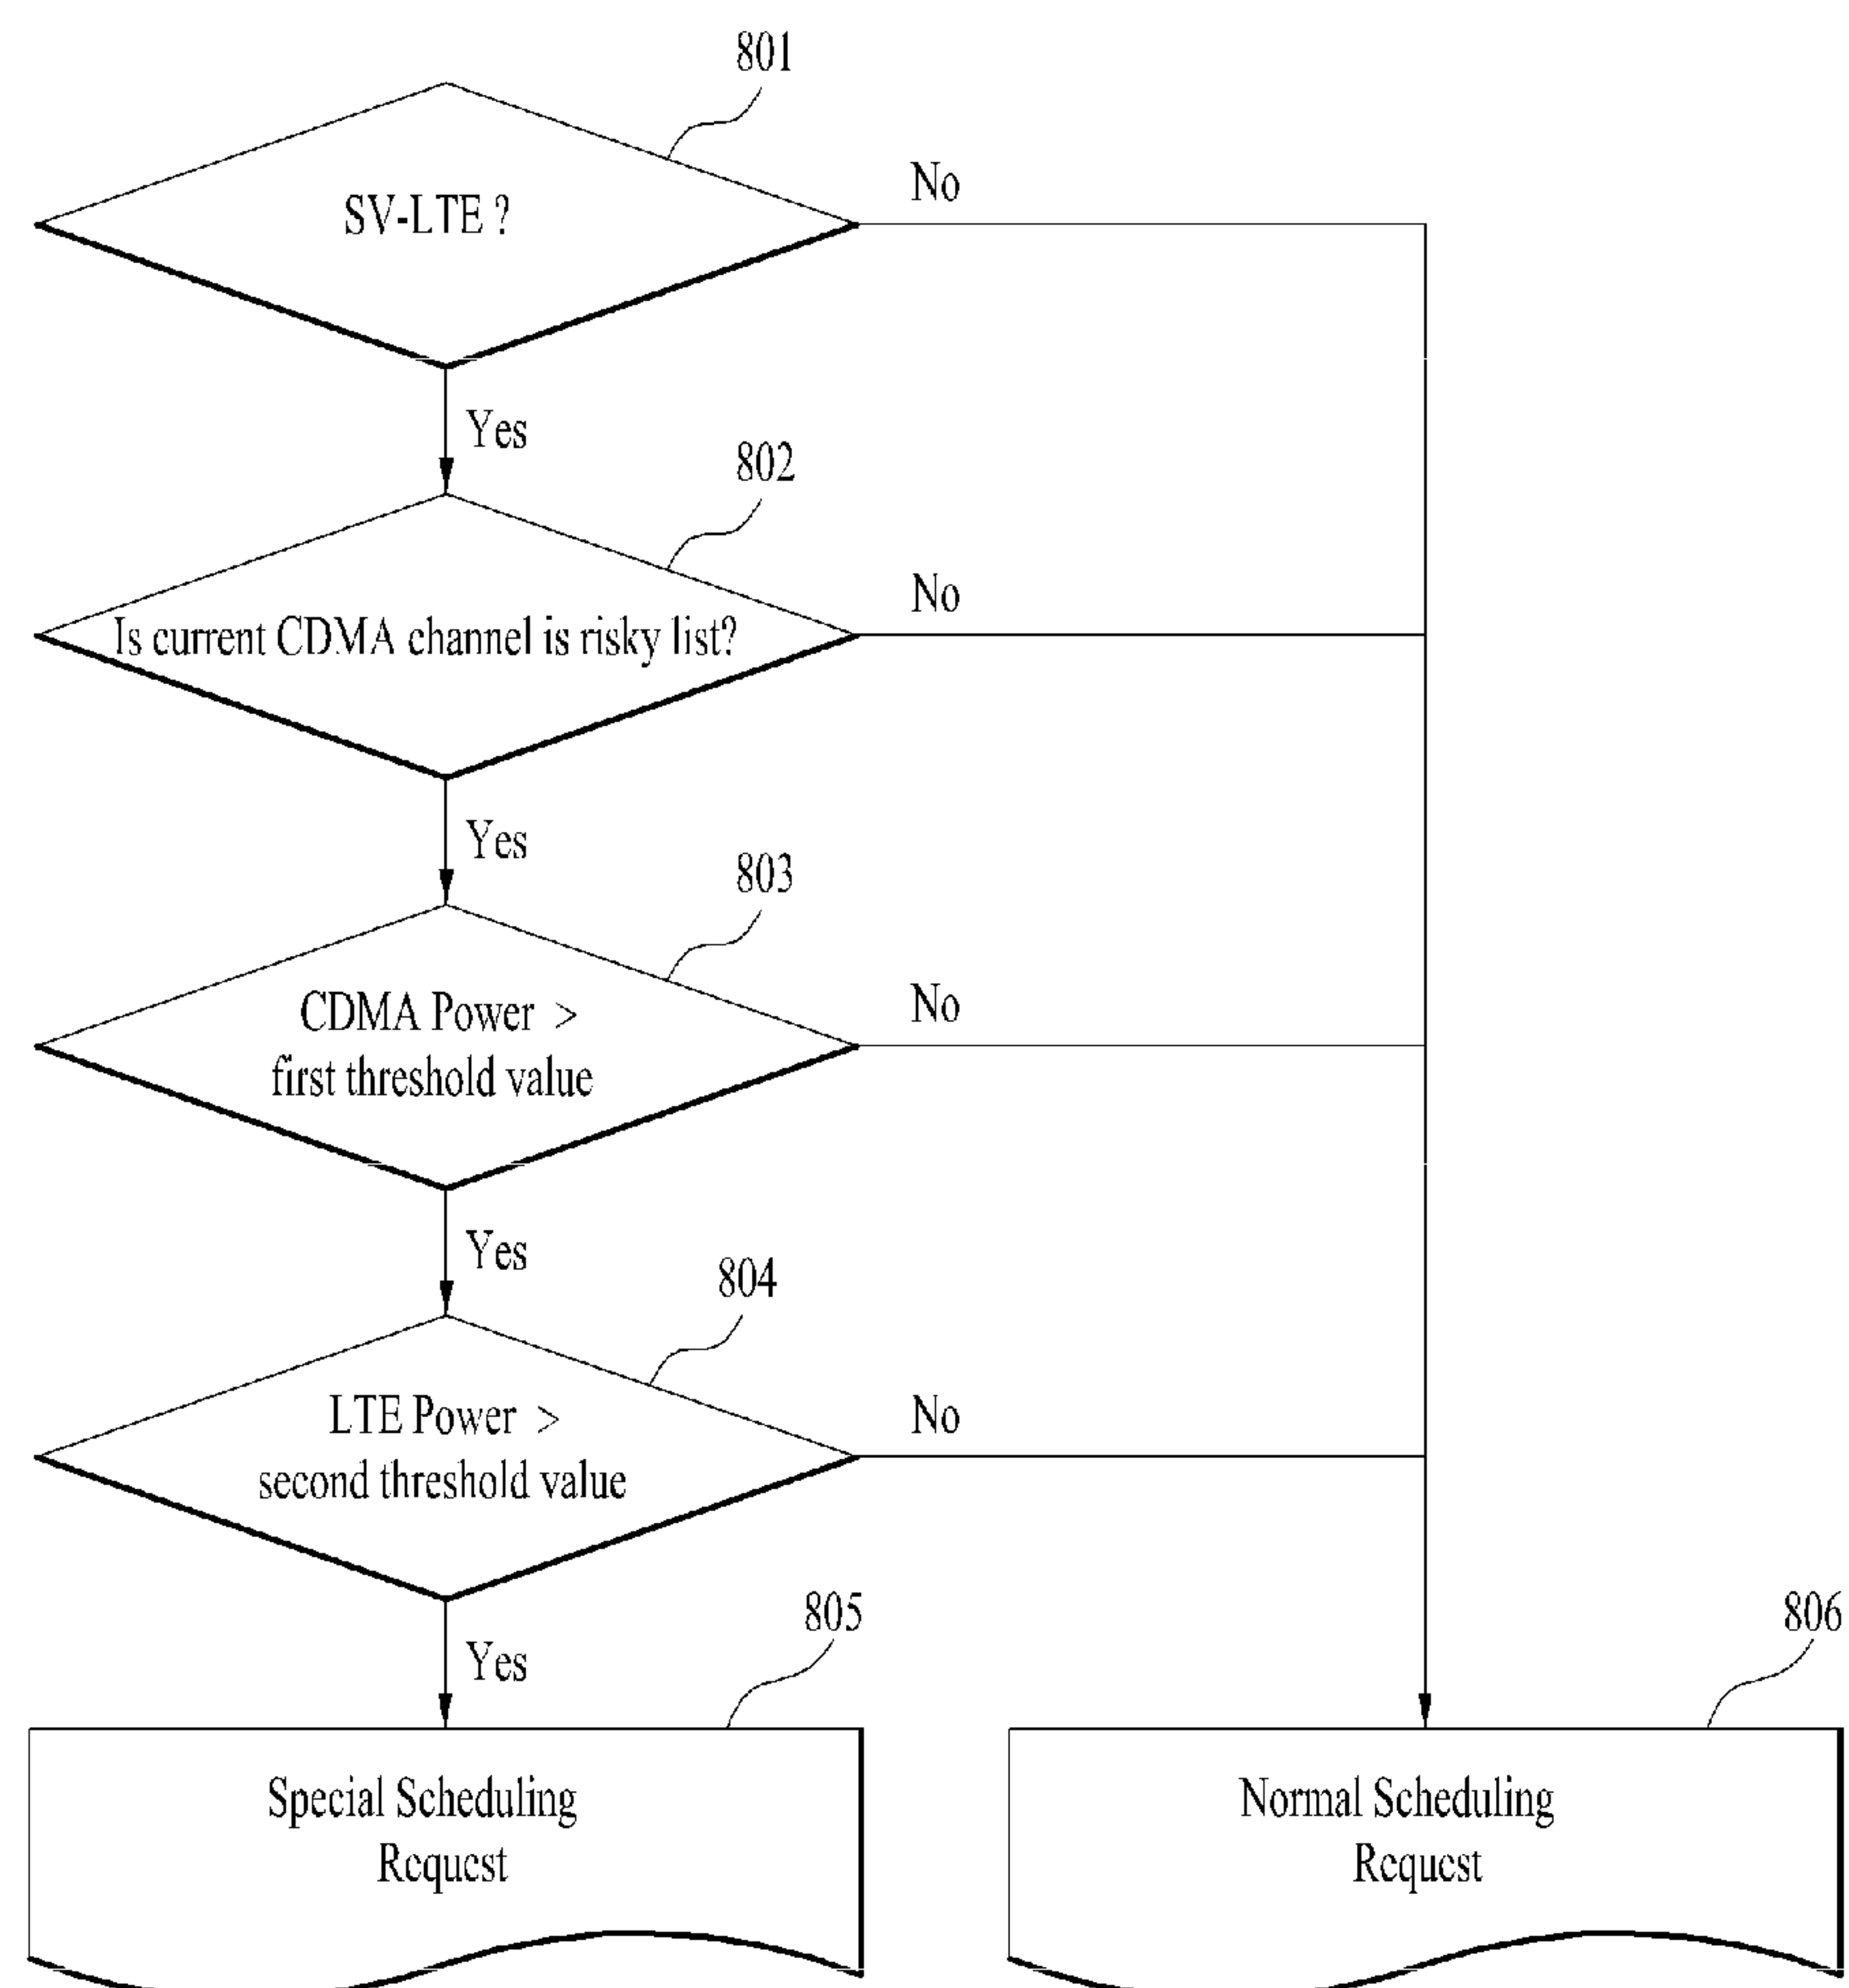 801
SV-LTE ?
No
Yes
802
Is current CDMA channel is risky list?
No
Yes
803
CDMA Power >
first threshold value
No
Yes
804
LTE Power >
second threshold value
No
Yes
805
806
Special Scheduling
Request
Normal Scheduling
Request